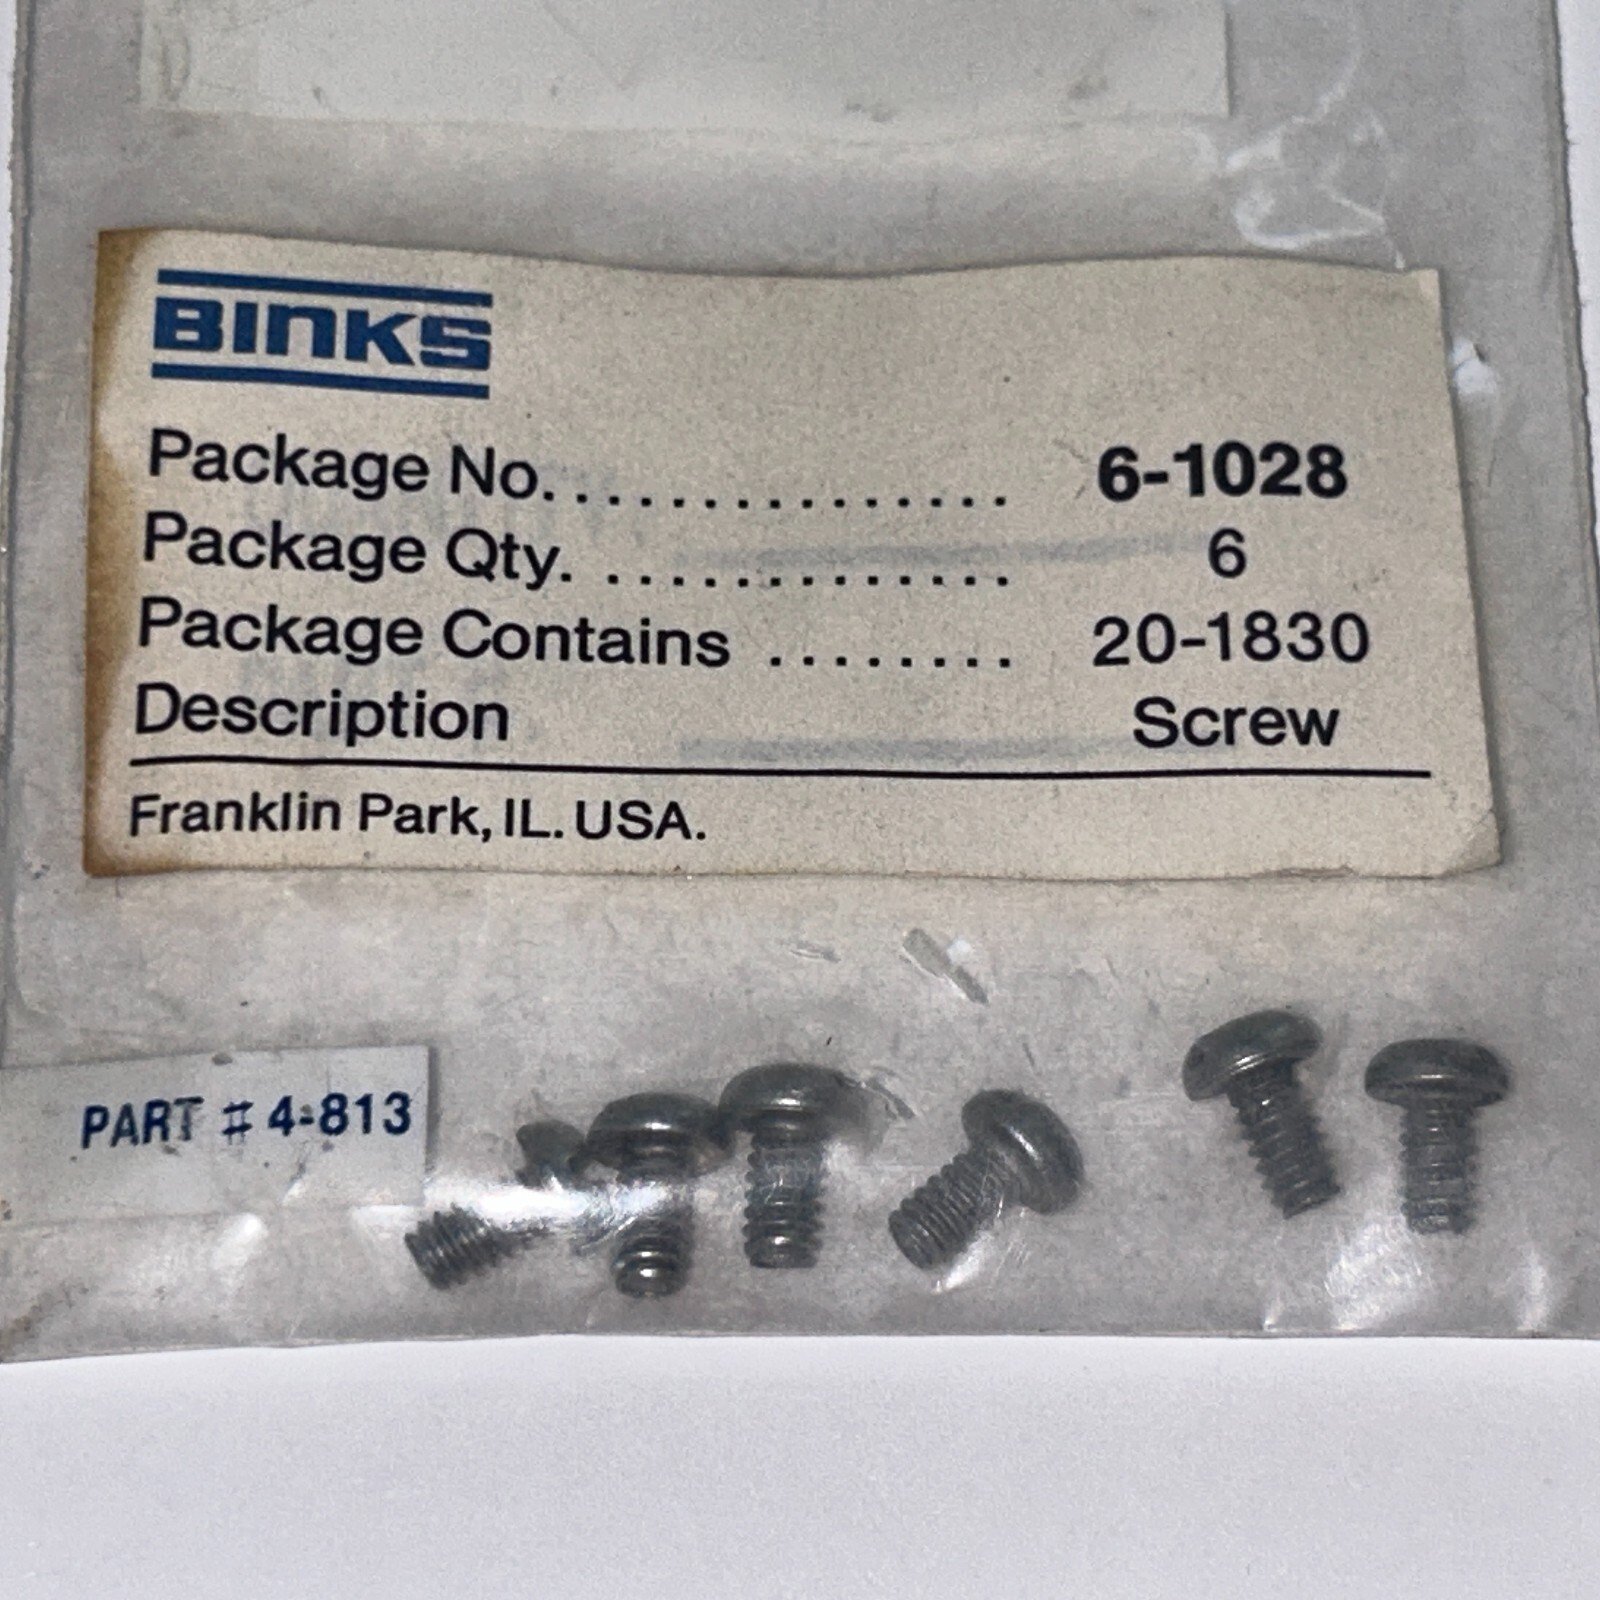 BINKS
Package No. ............... 6-1028
Package Qty. .............. 6
Package Contains ........ 20-1830
Description Screw
Franklin Park, IL. USA.
PART # 4-813